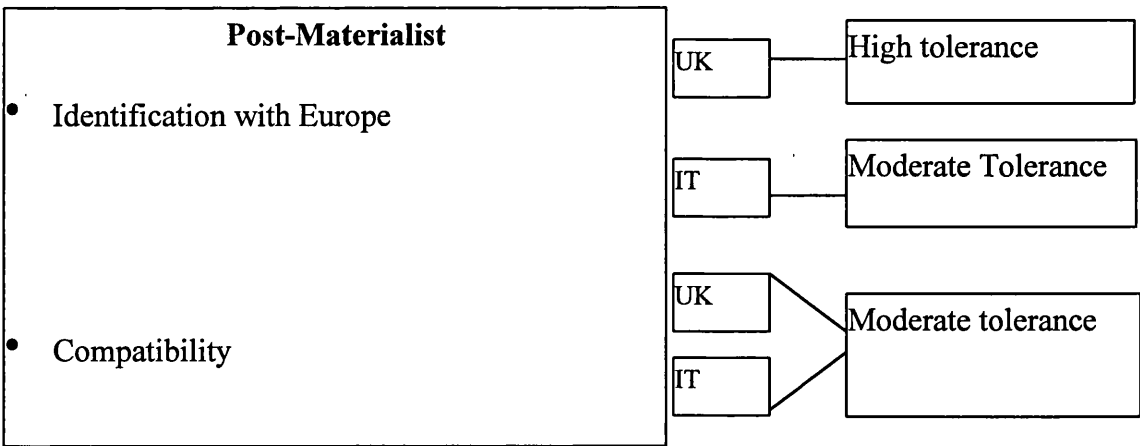 Post-Materialist
• Identification with Europe
• Compatibility
UK
High tolerance
IT
Moderate Tolerance
UK
IT
Moderate tolerance